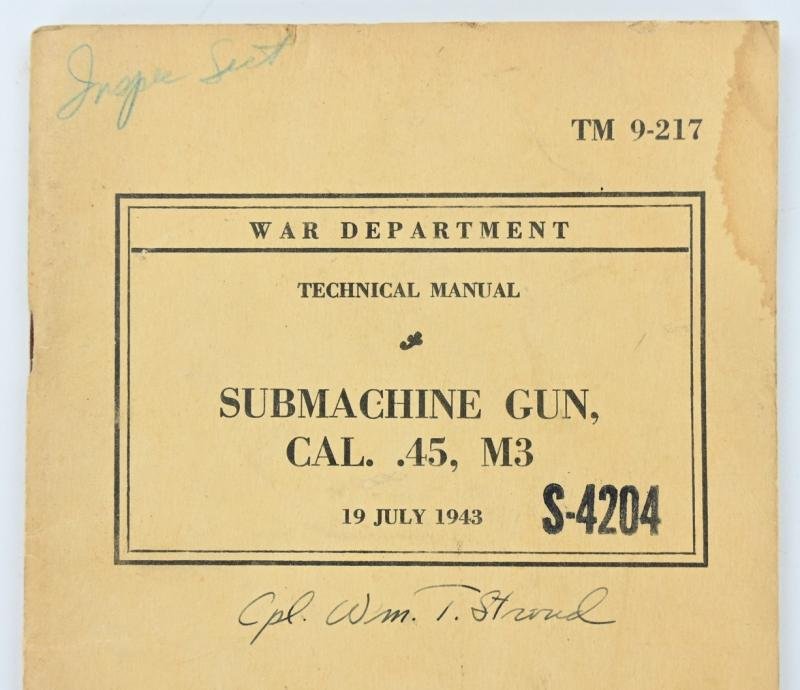 Inspec Sect
TM 9-217
WAR DEPARTMENT
TECHNICAL MANUAL
SUBMACHINE GUN,
CAL. .45, M3
19 JULY 1943
S-4204
Cpl. Wm. T. Stroud